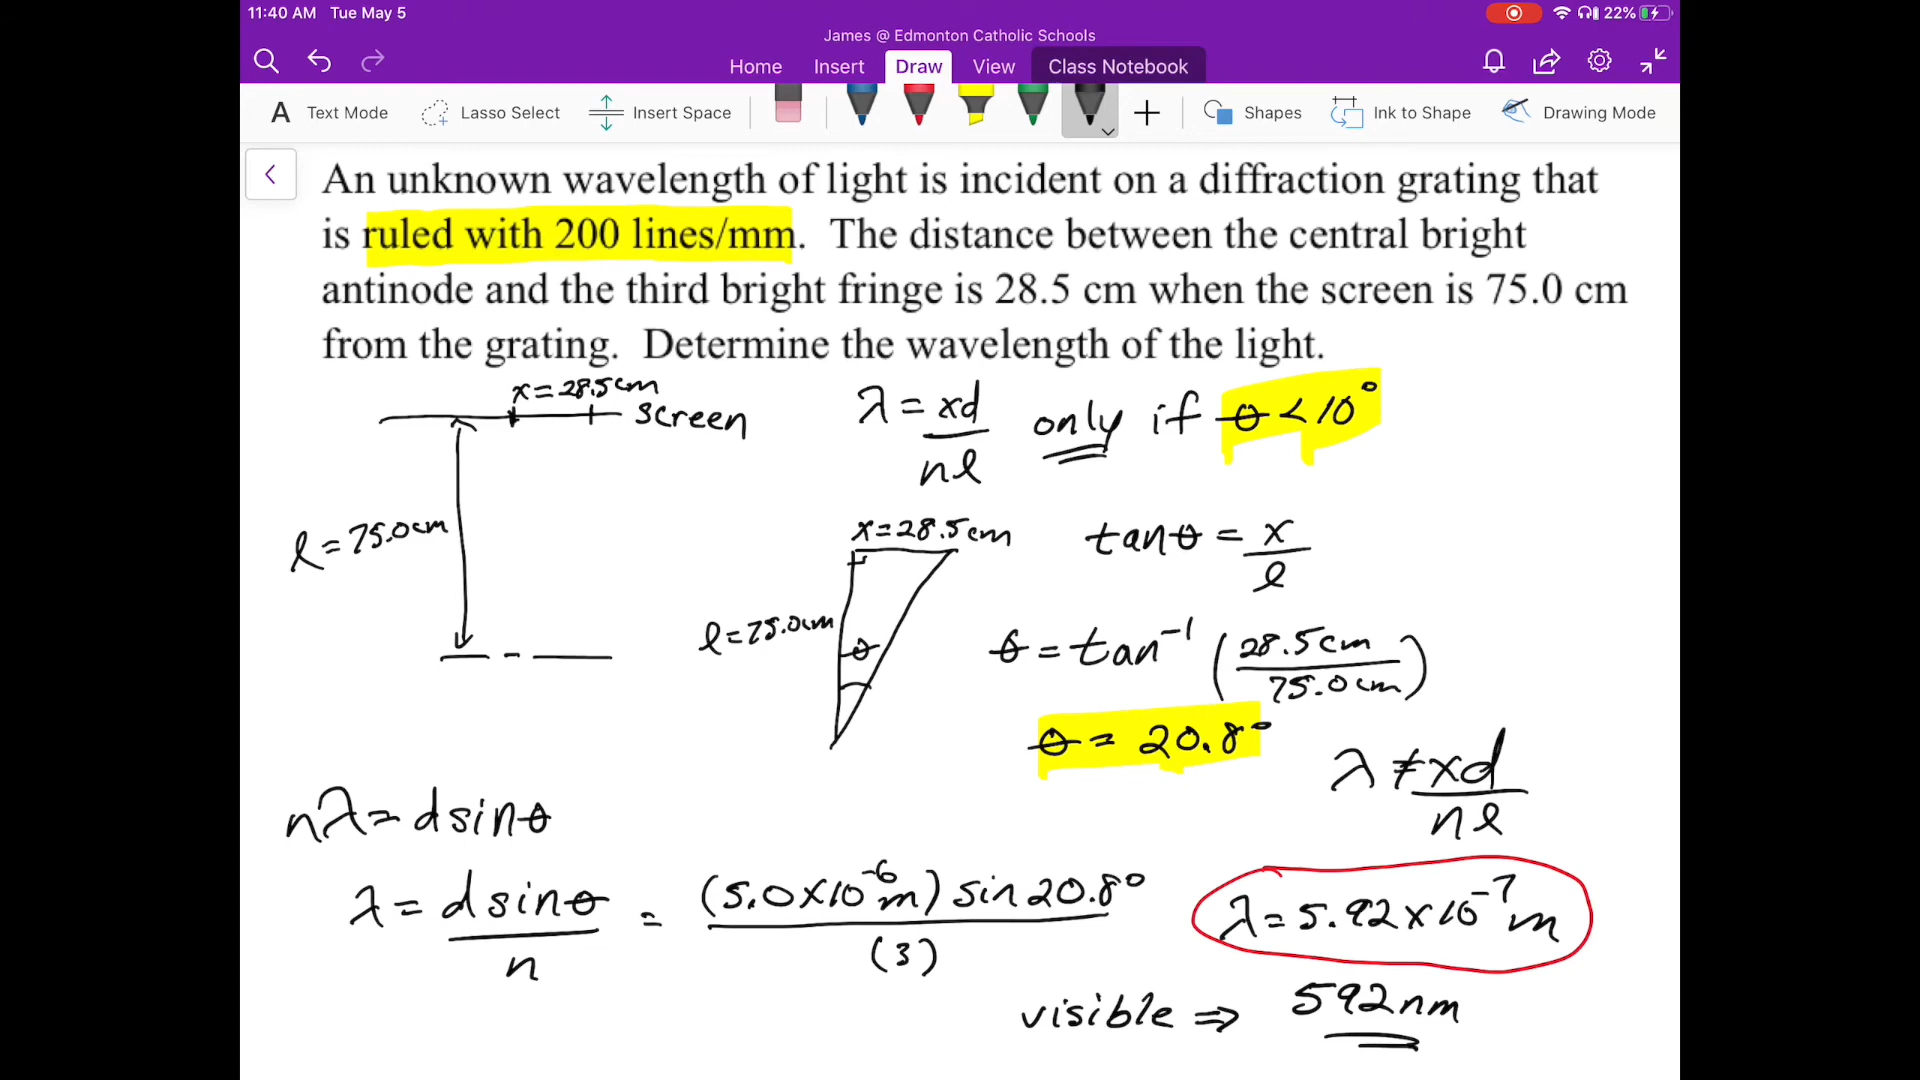 11:40 AM Tue May 5
22%
James @ Edmonton Catholic Schools
Home Insert Draw View Class Notebook
A Text Mode Lasso Select Insert Space Shapes Ink to Shape Drawing Mode
An unknown wavelength of light is incident on a diffraction grating that
is ruled with 200 lines/mm. The distance between the central bright
antinode and the third bright fringe is 28.5 cm when the screen is 75.0 cm
from the grating. Determine the wavelength of the light.
x = 28.5cm
screen
l = 75.0cm
λ = xd
nl
only if θ < 10°
x = 28.5cm
l = 75.0cm
θ
tanθ = x
l
θ = tan⁻¹ (28.5cm
75.0cm)
θ = 20.8°
λ ≠ xd
nl
nλ = dsinθ
λ = dsinθ = (5.0x10⁻⁶m) sin20.8°
n (3)
λ = 5.92x10⁻⁷m
visible ⇒ 592nm